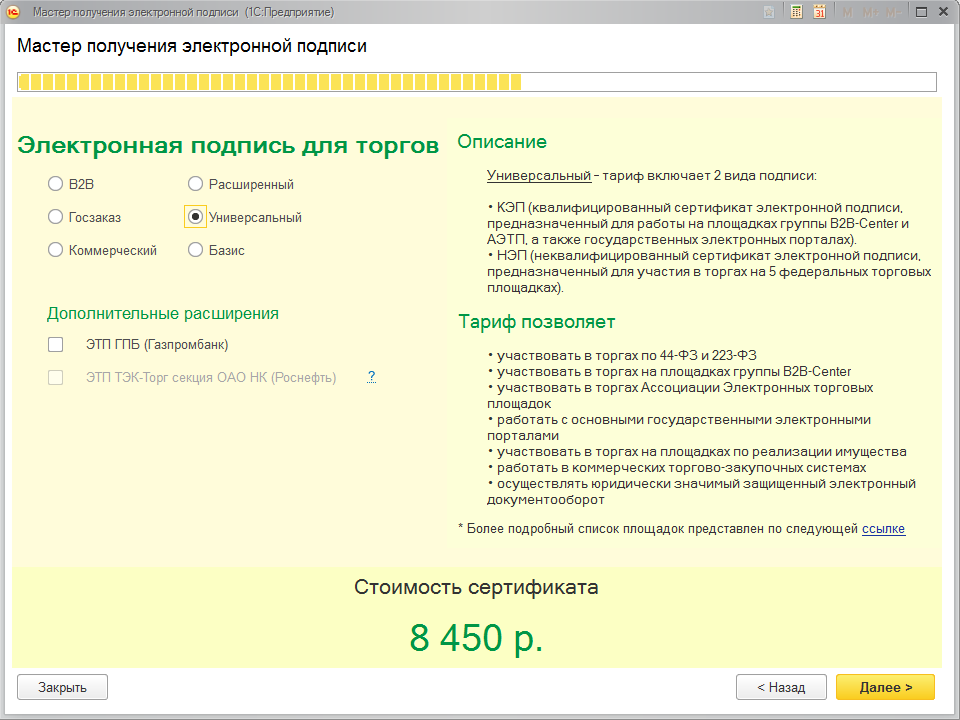 Мастер получения электронной подписи (1С:Предприятие)
31 M M+ M-
Мастер получения электронной подписи
Электронная подпись для торгов
B2B
Расширенный
Госзаказ
Универсальный
Коммерческий
Базис
Дополнительные расширения
ЭТП ГПБ (Газпромбанк)
ЭТП ТЭК-Торг секция ОАО НК (Роснефть) ?
Описание
Универсальный – тариф включает 2 вида подписи:
• КЭП (квалифицированный сертификат электронной подписи,
предназначенный для работы на площадках группы B2B-Center и
АЭТП, а также государственных электронных порталах).
• НЭП (неквалифицированный сертификат электронной подписи,
предназначенный для участия в торгах на 5 федеральных торговых
площадках).
Тариф позволяет
• участвовать в торгах по 44-ФЗ и 223-ФЗ
• участвовать в торгах на площадках группы B2B-Center
• участвовать в торгах Ассоциации Электронных торговых
площадок
• работать с основными государственными электронными
порталами
• участвовать в торгах на площадках по реализации имущества
• работать в коммерческих торгово-закупочных системах
• осуществлять юридически значимый защищенный электронный
документооборот
* Более подробный список площадок представлен по следующей ссылке
Стоимость сертификата
8 450 р.
Закрыть
< Назад
Далее >